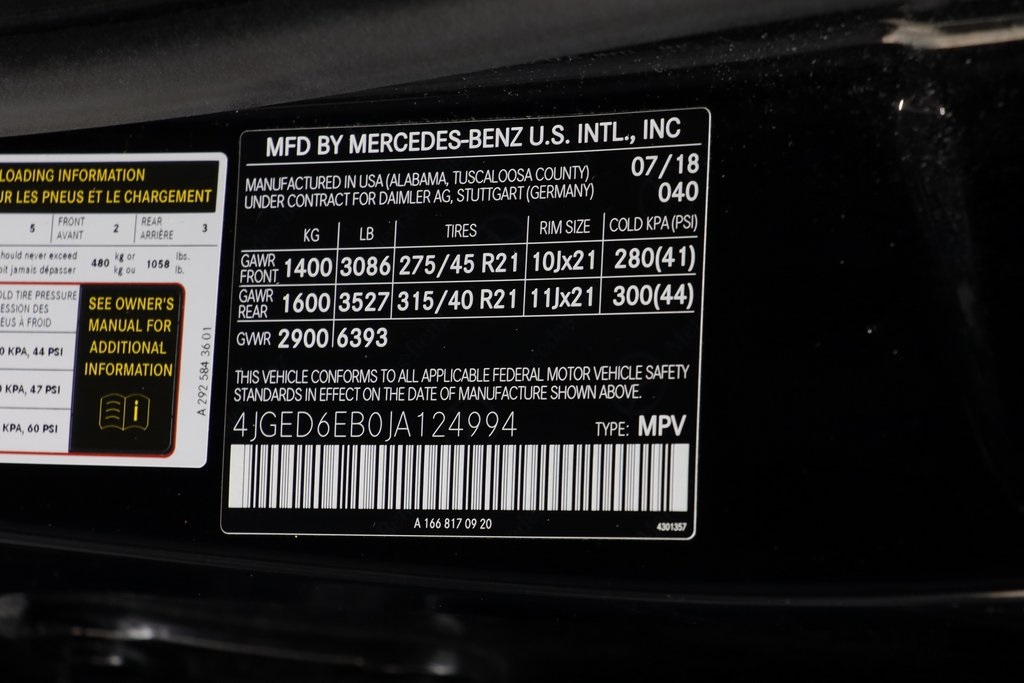 LOADING INFORMATION
UR LES PNEUS ET LE CHARGEMENT
5 FRONT 2 REAR 3
AVANT ARRIÈRE
should never exceed 480 kg or 1058 lbs.
oit jamais dépasser kg ou lb.
OLD TIRE PRESSURE
ESSION DES
EUS À FROID
0 KPA, 44 PSI
0 KPA, 47 PSI
KPA, 60 PSI
SEE OWNER'S
MANUAL FOR
ADDITIONAL
INFORMATION
A 292 584 36 01
MFD BY MERCEDES-BENZ U.S. INTL., INC
MANUFACTURED IN USA (ALABAMA, TUSCALOOSA COUNTY) 07/18
UNDER CONTRACT FOR DAIMLER AG, STUTTGART (GERMANY) 040
KG LB TIRES RIM SIZE COLD KPA (PSI)
GAWR FRONT 1400 3086 275/45 R21 10Jx21 280(41)
GAWR REAR 1600 3527 315/40 R21 11Jx21 300(44)
GVWR 2900 6393
THIS VEHICLE CONFORMS TO ALL APPLICABLE FEDERAL MOTOR VEHICLE SAFETY
STANDARDS IN EFFECT ON THE DATE OF MANUFACTURE SHOWN ABOVE.
4JGED6EB0JA124994 TYPE: MPV
A 166 817 09 20
4301357